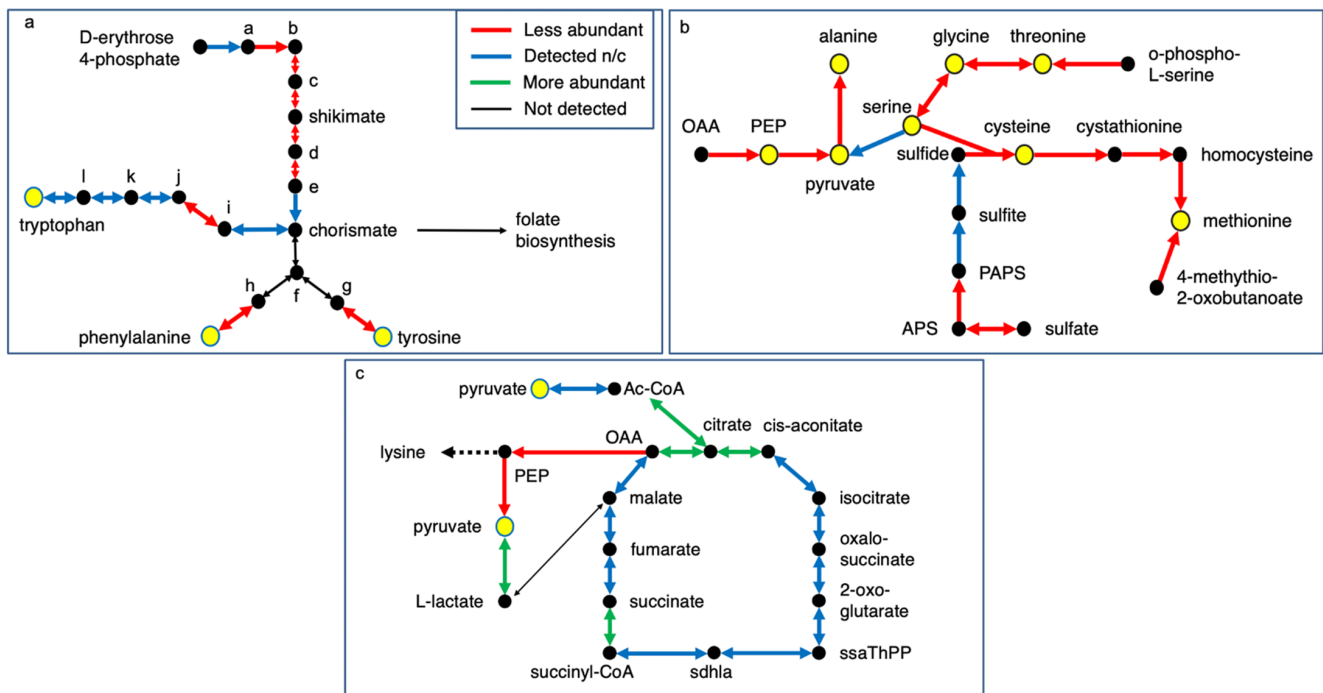 a
D-erythrose
4-phosphate
a
b
c
shikimate
d
e
l
k
j
i
tryptophan
chorismate
folate
biosynthesis
h
f
g
phenylalanine
tyrosine
Less abundant
Detected n/c
More abundant
Not detected
b
alanine
glycine
threonine
o-phospho-
L-serine
serine
OAA
PEP
cysteine
cystathionine
sulfide
homocysteine
pyruvate
sulfite
methionine
PAPS
4-methythio-
2-oxobutanoate
APS
sulfate
c
pyruvate
Ac-CoA
citrate
cis-aconitate
OAA
lysine
PEP
malate
isocitrate
pyruvate
fumarate
oxalo-
succinate
L-lactate
succinate
2-oxo-
glutarate
succinyl-CoA
sdhla
ssaThPP